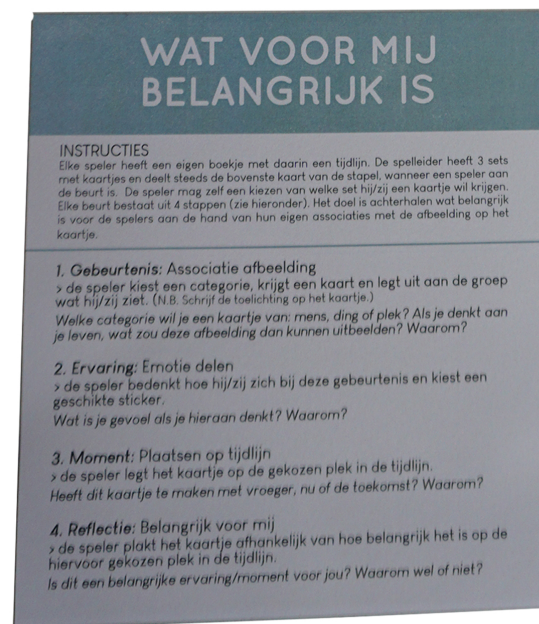 WAT VOOR MIJ
BELANGRIJK IS
INSTRUCTIES
Elke speler heeft een eigen boekje met daarin een tijdlijn. De spelleider heeft 3 sets
met kaartjes en deelt steeds de bovenste kaart van de stapel, wanneer een speler aan
de beurt is. De speler mag zelf een kiezen van welke set hij/zij een kaartje wil krijgen.
Elke beurt bestaat uit 4 stappen (zie hieronder). Het doel is achterhalen wat belangrijk
is voor de spelers aan de hand van hun eigen associaties met de afbeelding op het
kaartje.
1. Gebeurtenis: Associatie afbeelding
> de speler kiest een categorie, krijgt een kaart en legt uit aan de groep
wat hij/zij ziet. (N.B. Schrijf de toelichting op het kaartje.)
Welke categorie wil je een kaartje van: mens, ding of plek? Als je denkt aan
je leven, wat zou deze afbeelding dan kunnen uitbeelden? Waarom?
2. Ervaring: Emotie delen
> de speler bedenkt hoe hij/zij zich bij deze gebeurtenis en kiest een
geschikte sticker.
Wat is je gevoel als je hieraan denkt? Waarom?
3. Moment: Plaatsen op tijdlijn
> de speler legt het kaartje op de gekozen plek in de tijdlijn.
Heeft dit kaartje te maken met vroeger, nu of de toekomst? Waarom?
4. Reflectie: Belangrijk voor mij
> de speler plakt het kaartje afhankelijk van hoe belangrijk het is op de
hiervoor gekozen plek in de tijdlijn.
Is dit een belangrijke ervaring/moment voor jou? Waarom wel of niet?